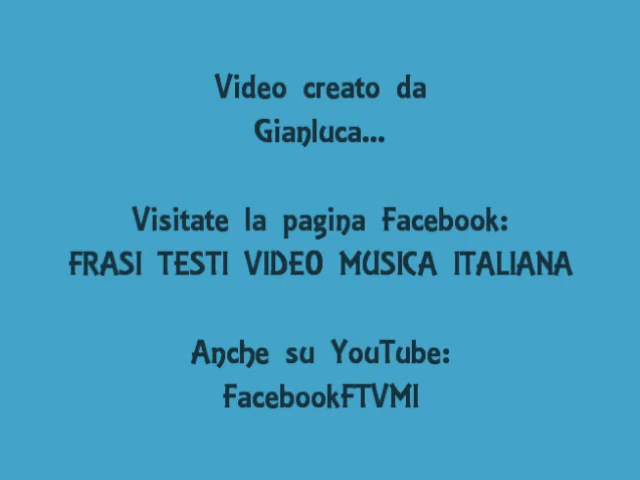 Video creato da
Gianluca...
Visitate la pagina Facebook:
FRASI TESTI VIDEO MUSICA ITALIANA
Anche su YouTube:
FacebookFTVMI